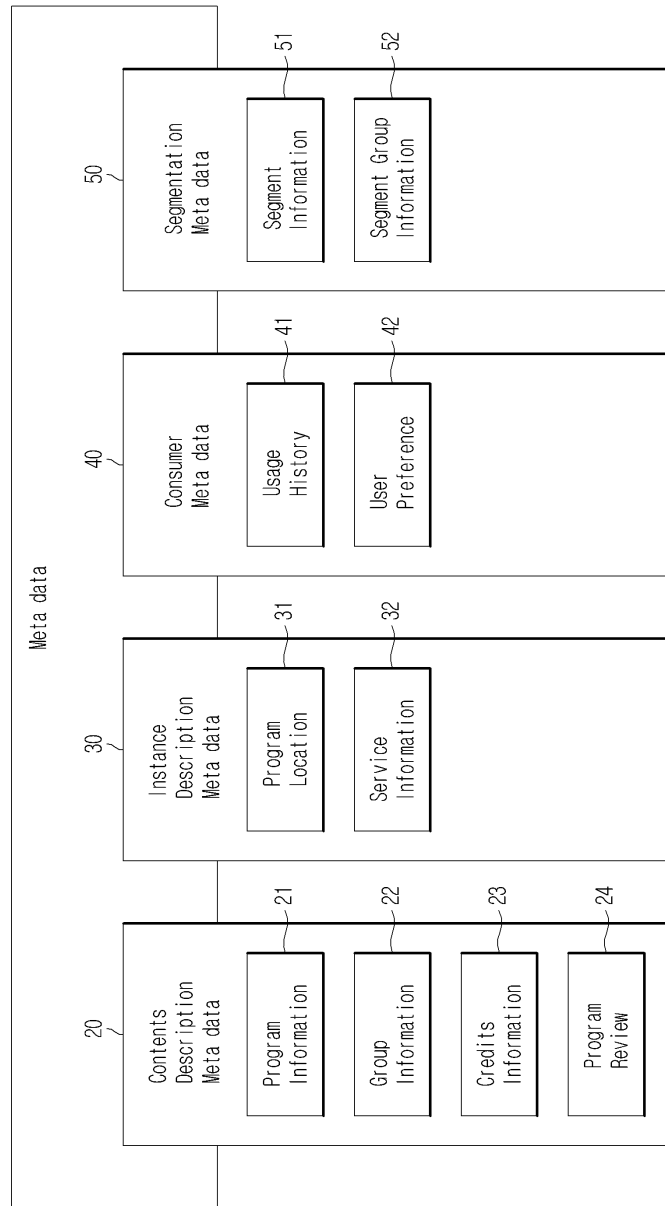 Meta data
20
Contents
Description
Meta data
Program
Information
21
Group
Information
22
Credits
Information
23
Program
Review
24
30
Instance
Description
Meta data
Program
Location
31
Service
Information
32
40
Consumer
Meta data
Usage
History
41
User
Preference
42
50
Segmentation
Meta data
Segment
Information
51
Segment Group
Information
52